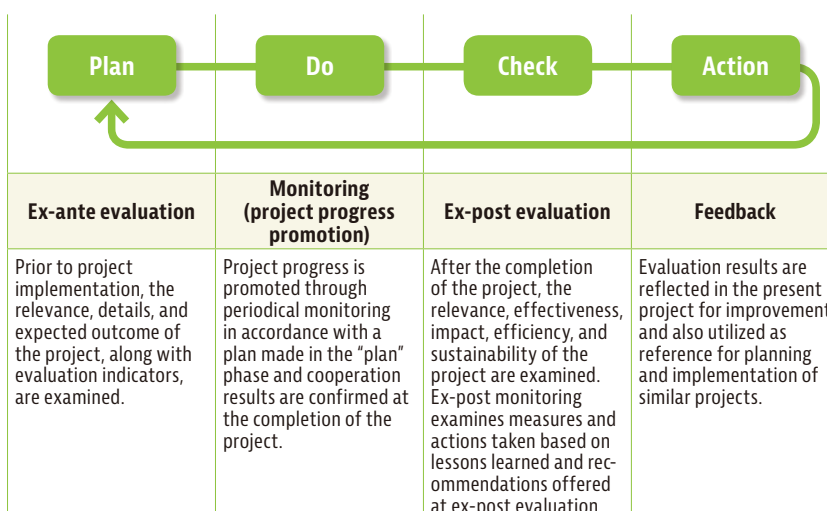 Plan
Do
Check
Action
Ex-ante evaluation
Monitoring
(project progress
promotion)
Ex-post evaluation
Feedback
Prior to project
implementation, the
relevance, details, and
expected outcome of
the project, along with
evaluation indicators,
are examined.
Project progress is
promoted through
periodical monitoring
in accordance with a
plan made in the “plan”
phase and cooperation
results are confirmed at
the completion of the
project.
After the completion
of the project, the
relevance, effectiveness,
impact, efficiency, and
sustainability of the
project are examined.
Ex-post monitoring
examines measures and
actions taken based on
lessons learned and rec-
ommendations offered
at ex-post evaluation
Evaluation results are
reflected in the present
project for improvement
and also utilized as
reference for planning
and implementation of
similar projects.